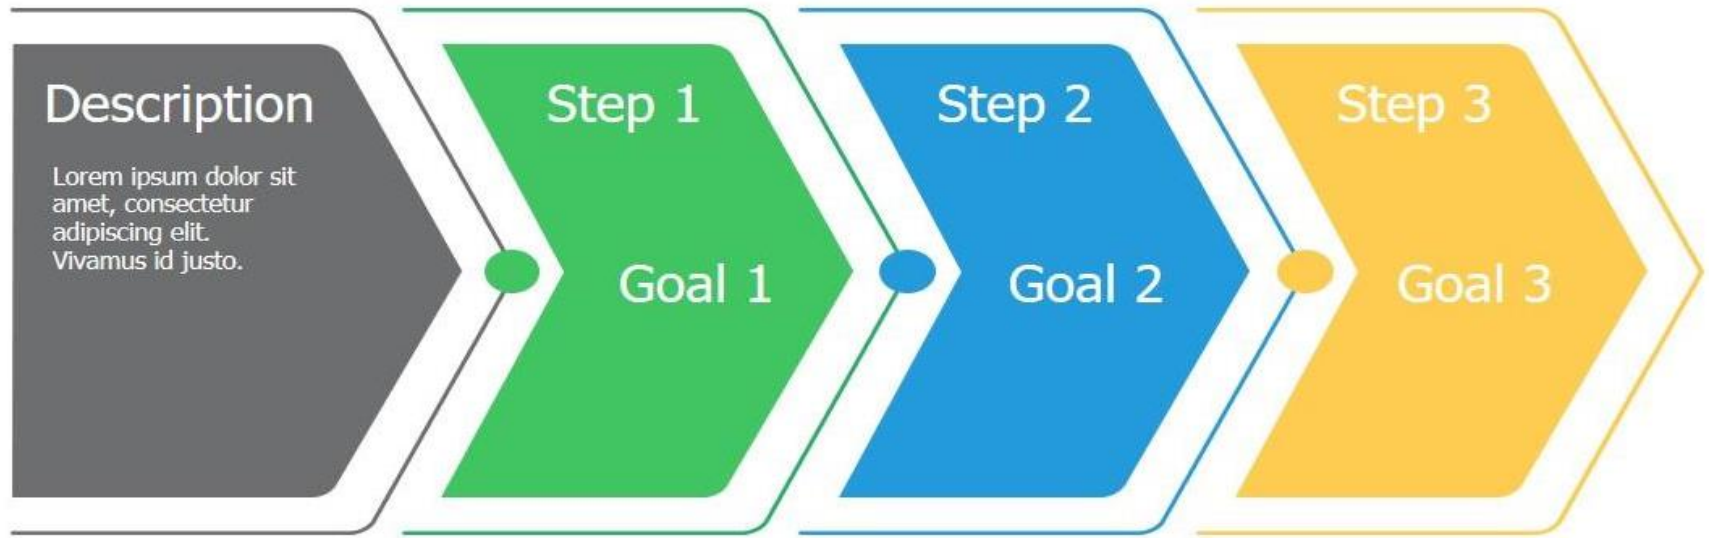 Description
Lorem ipsum dolor sit
amet, consectetur
adipiscing elit.
Vivamus id justo.
Step 1
Goal 1
Step 2
Goal 2
Step 3
Goal 3